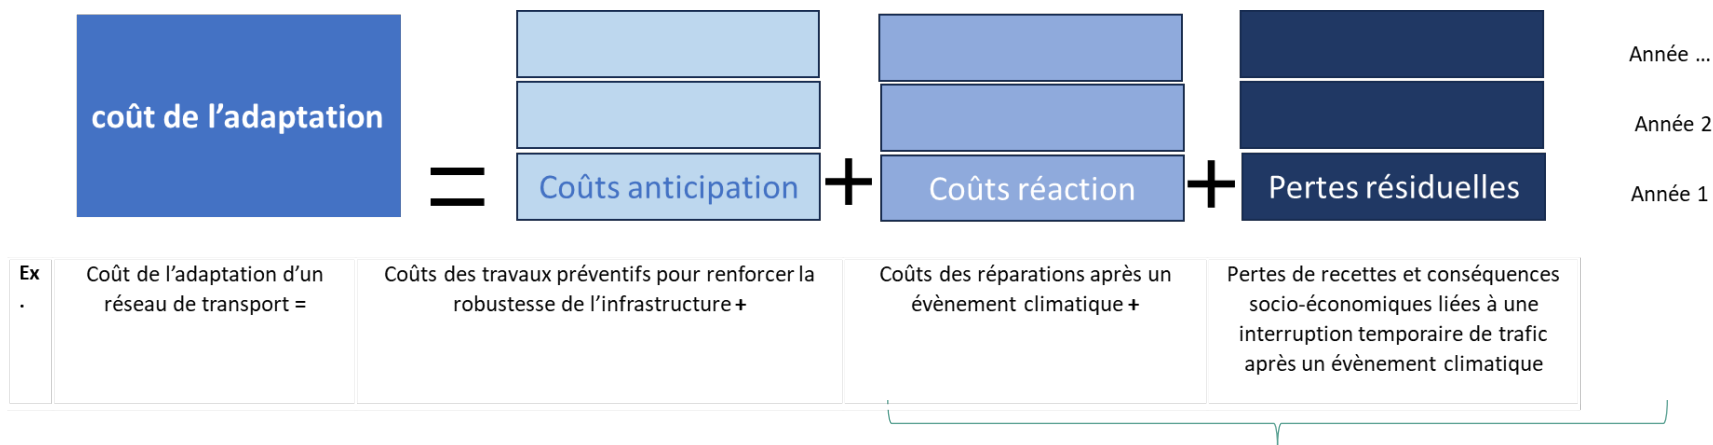 coût de l’adaptation
=
Coûts anticipation
+
Coûts réaction
+
Pertes résiduelles
Année ...
Année 2
Année 1
Ex
.
Coût de l’adaptation d’un
réseau de transport =
Coûts des travaux préventifs pour renforcer la
robustesse de l’infrastructure +
Coûts des réparations après un
évènement climatique +
Pertes de recettes et conséquences
socio-économiques liées à une
interruption temporaire de trafic
après un évènement climatique